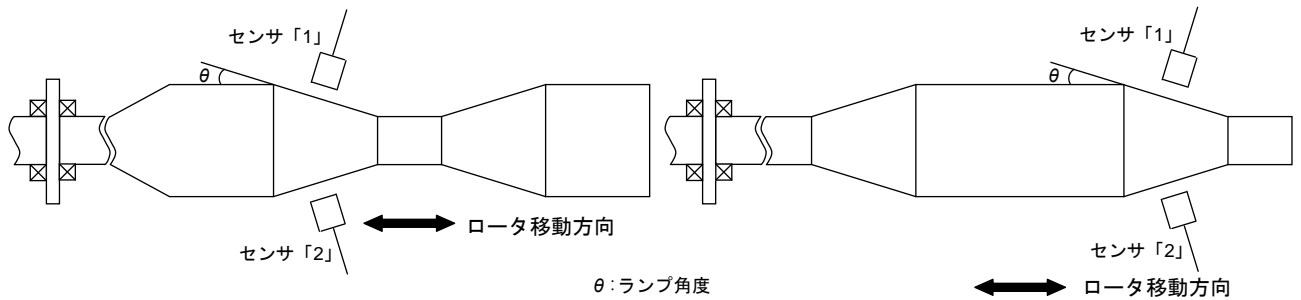 センサ「1」
θ
センサ「2」
ロータ移動方向
センサ「1」
θ
センサ「2」
ロータ移動方向
θ:ランプ角度